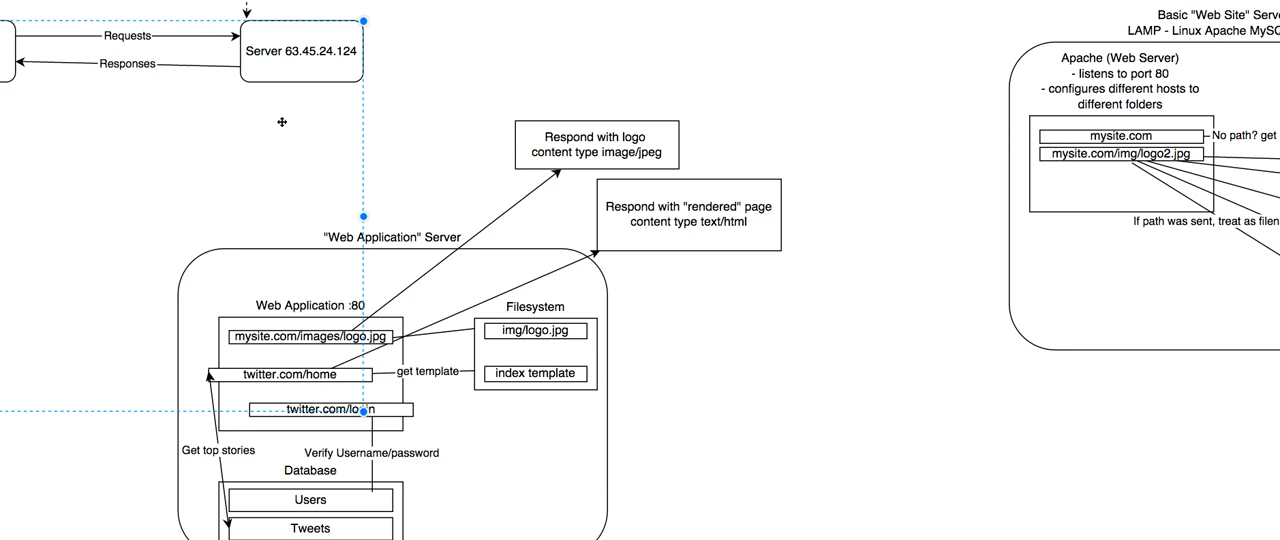 Requests
Server 63.45.24.124
Responses
Respond with logo
content type image/jpeg
Respond with "rendered" page
content type text/html
"Web Application" Server
Web Application :80
mysite.com/images/logo.jpg
twitter.com/home
get template
twitter.com/login
Filesystem
img/logo.jpg
index template
Get top stories
Verify Username/password
Database
Users
Tweets
Basic "Web Site"
LAMP - Linux Apache
Apache (Web Server)
- listens to port 80
- configures different hosts to
different folders
mysite.com
No path? get
mysite.com/img/logo2.jpg
If path was sent, treat as